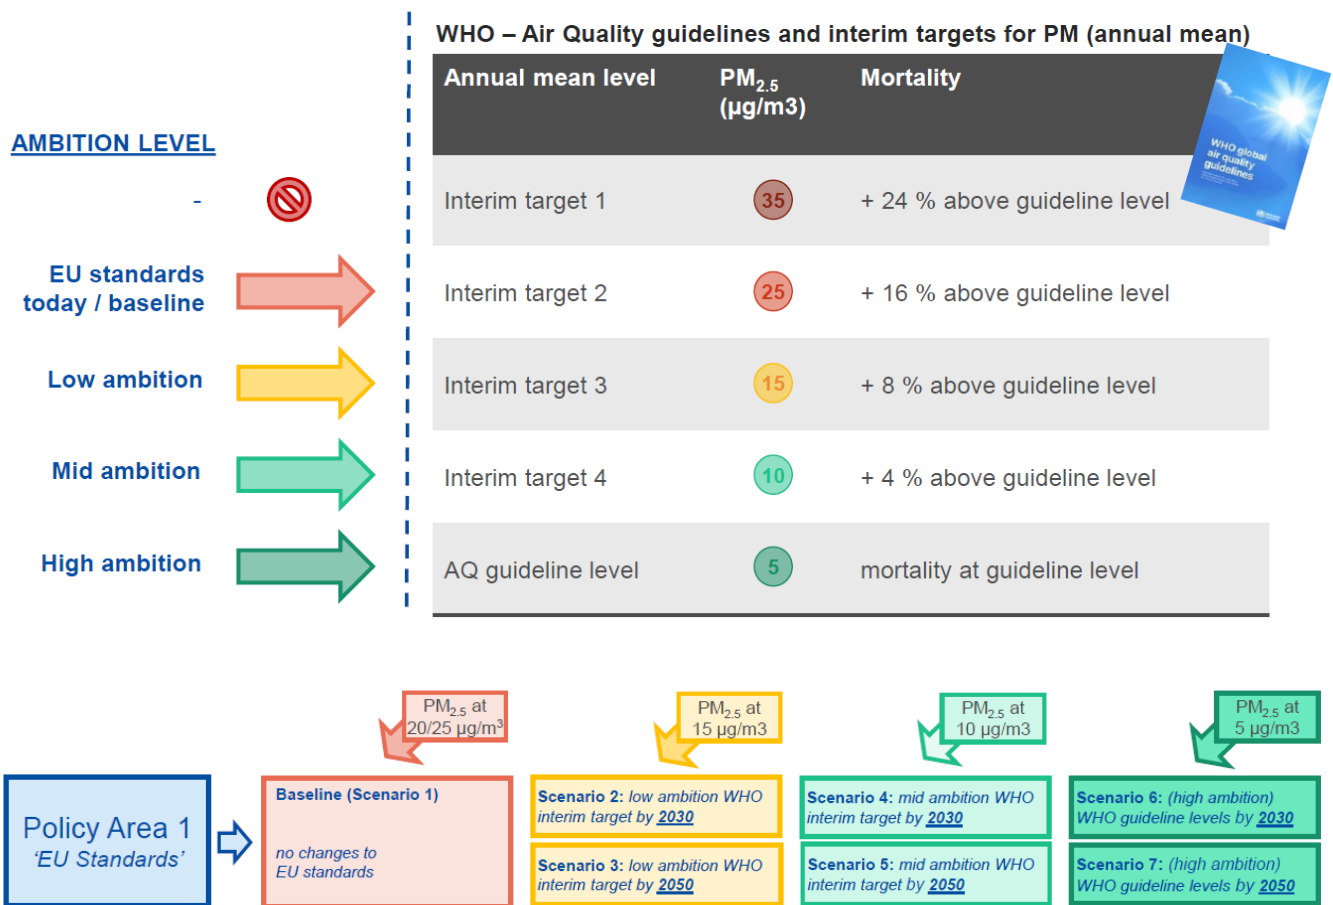 WHO – Air Quality guidelines and interim targets for PM (annual mean)
Annual mean level PM2.5 (µg/m3) Mortality
WHO global
air quality
guidelines
AMBITION LEVEL
- Interim target 1 35 + 24 % above guideline level
EU standards
today / baseline
Interim target 2 25 + 16 % above guideline level
Low ambition Interim target 3 15 + 8 % above guideline level
Mid ambition Interim target 4 10 + 4 % above guideline level
High ambition AQ guideline level 5 mortality at guideline level
PM2.5 at
20/25 µg/m³
PM2.5 at
15 µg/m3
PM2.5 at
10 µg/m3
PM2.5 at
5 µg/m3
Policy Area 1
‘EU Standards’
Baseline (Scenario 1)
no changes to
EU standards
Scenario 2: low ambition WHO
interim target by 2030
Scenario 3: low ambition WHO
interim target by 2050
Scenario 4: mid ambition WHO
interim target by 2030
Scenario 5: mid ambition WHO
interim target by 2050
Scenario 6: (high ambition)
WHO guideline levels by 2030
Scenario 7: (high ambition)
WHO guideline levels by 2050